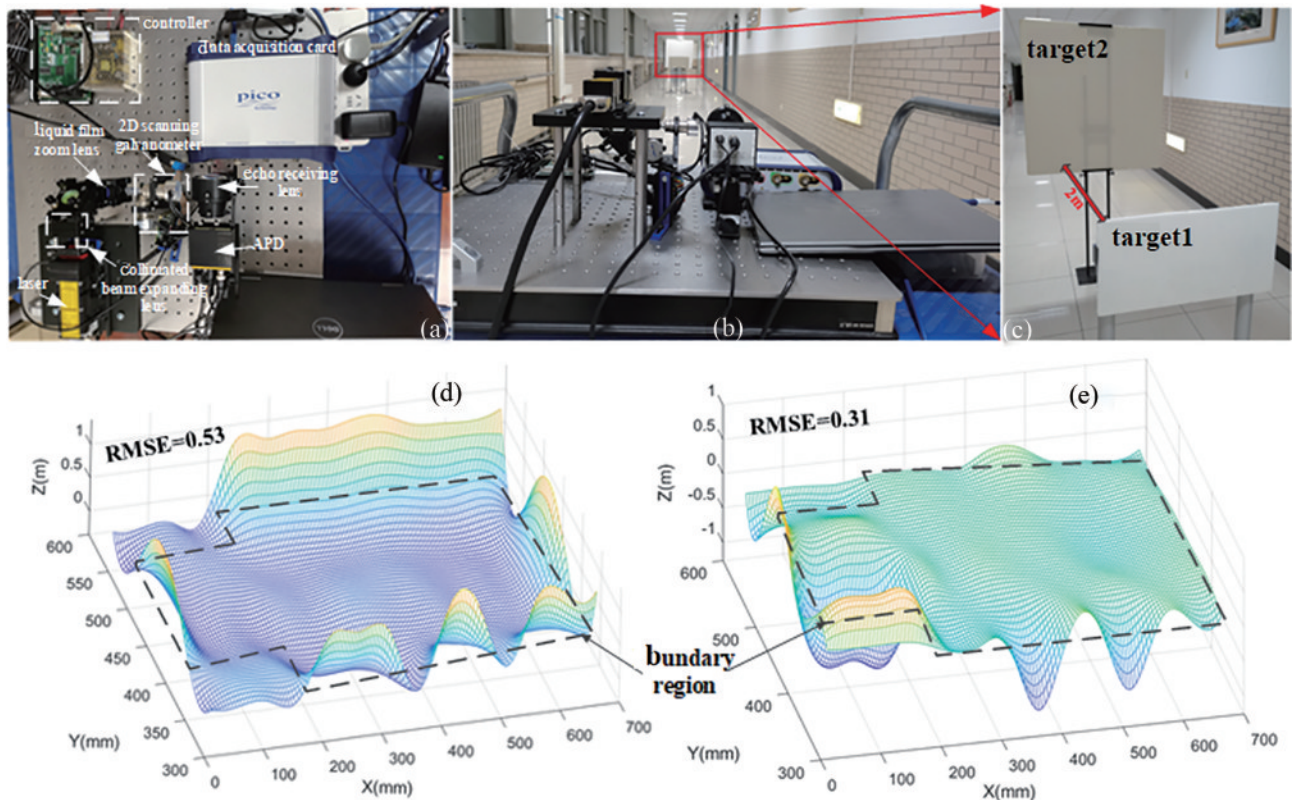 controller
data acquisition card
pico
liquid film
zoom lens
2D scanning
galvanometer
echo receiving
lens
APD
Collimated
beam expanding
lens
laser
DELL
(a)
(b)
target2
2m
target1
(c)
(d)
RMSE=0.53
Z(m)
1
0.5
0
600
550
500
450
400
350
300
Y(mm)
0
100
200
300
400
500
600
700
X(mm)
bundary
region
(e)
RMSE=0.31
Z(m)
1
0.5
0
-0.5
-1
600
500
400
300
Y(mm)
0
100
200
300
400
500
600
700
X(mm)